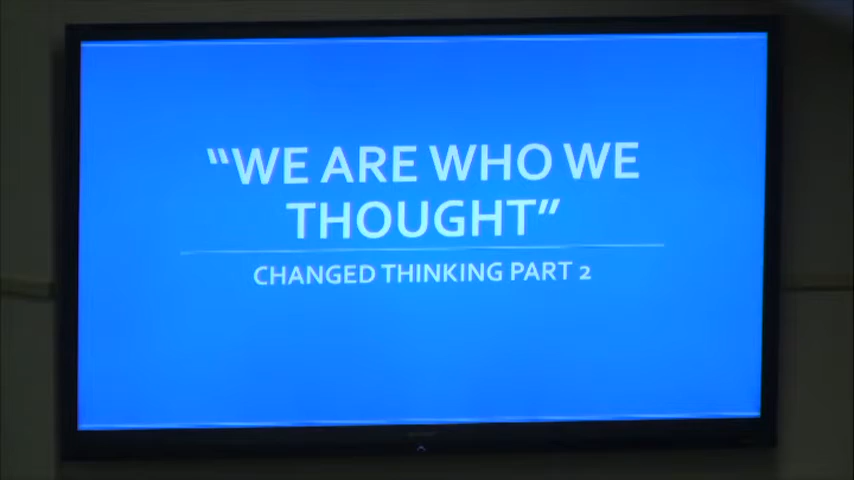 “WE ARE WHO WE
THOUGHT”
CHANGED THINKING PART 2